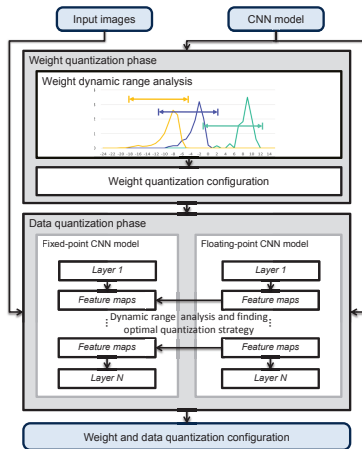 Input images
CNN model
Weight quantization phase
Weight dynamic range analysis
Weight quantization configuration
Data quantization phase
Fixed-point CNN model
Floating-point CNN model
Layer 1
Layer 1
Feature maps
Feature maps
Dynamic range analysis and finding
optimal quantization strategy
Feature maps
Feature maps
Layer N
Layer N
Weight and data quantization configuration